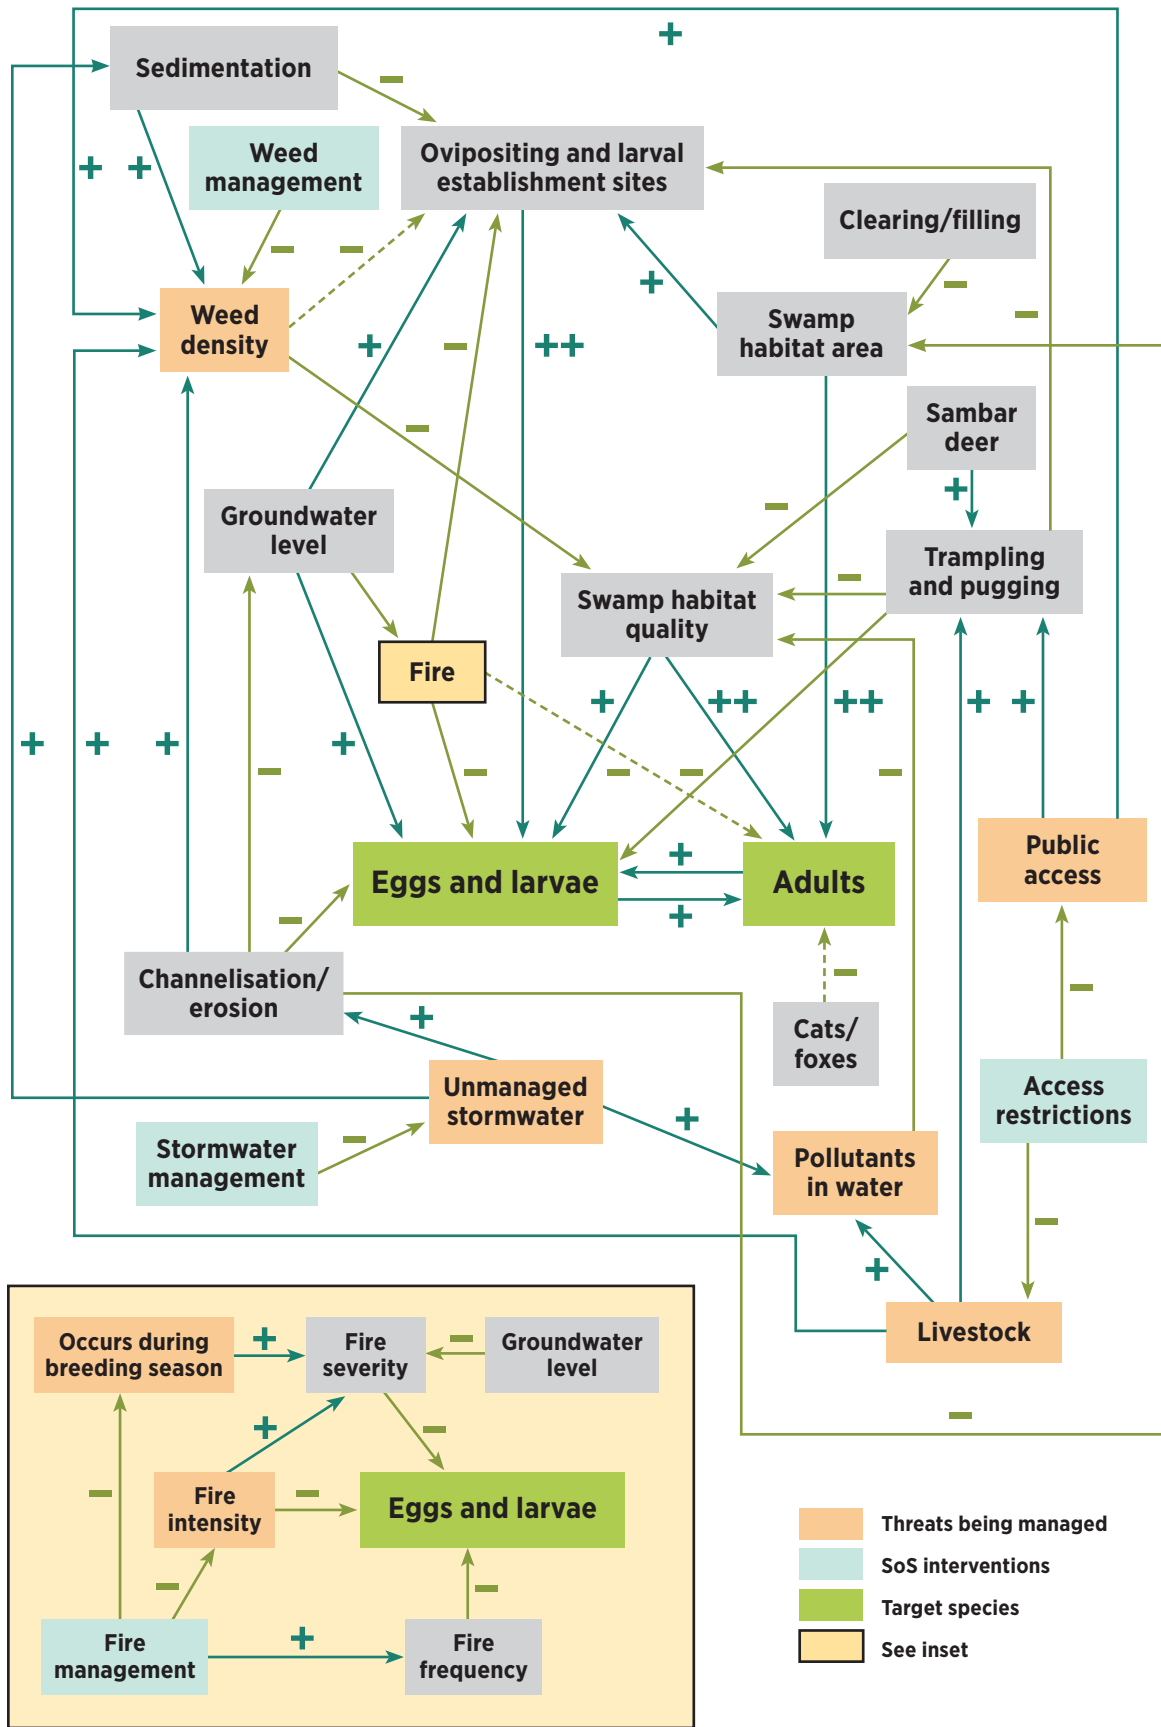 +
Sedimentation
−
Weed
management
Ovipositing and larval
establishment sites
+ +
Clearing/filling
− −
−
+
−
Weed
density
Swamp
habitat area
+
−
++
−
Sambar
deer
+
−
Groundwater
level
Trampling
and pugging
−
Swamp habitat
quality
Fire
+
++
++
+ +
+ + +
+
−
−
− −
−
Public
access
+
Eggs and larvae
Adults
+
−
−
−
Channelisation/
erosion
+
Cats/
foxes
Unmanaged
stormwater
+
Access
restrictions
Stormwater
management
−
Pollutants
in water
−
+
Livestock
−
Occurs during
breeding season
+
Fire
severity
−
Groundwater
level
+
−
−
Fire
intensity
−
Eggs and larvae
−
−
Fire
management
+
Fire
frequency
Threats being managed
SoS interventions
Target species
See inset